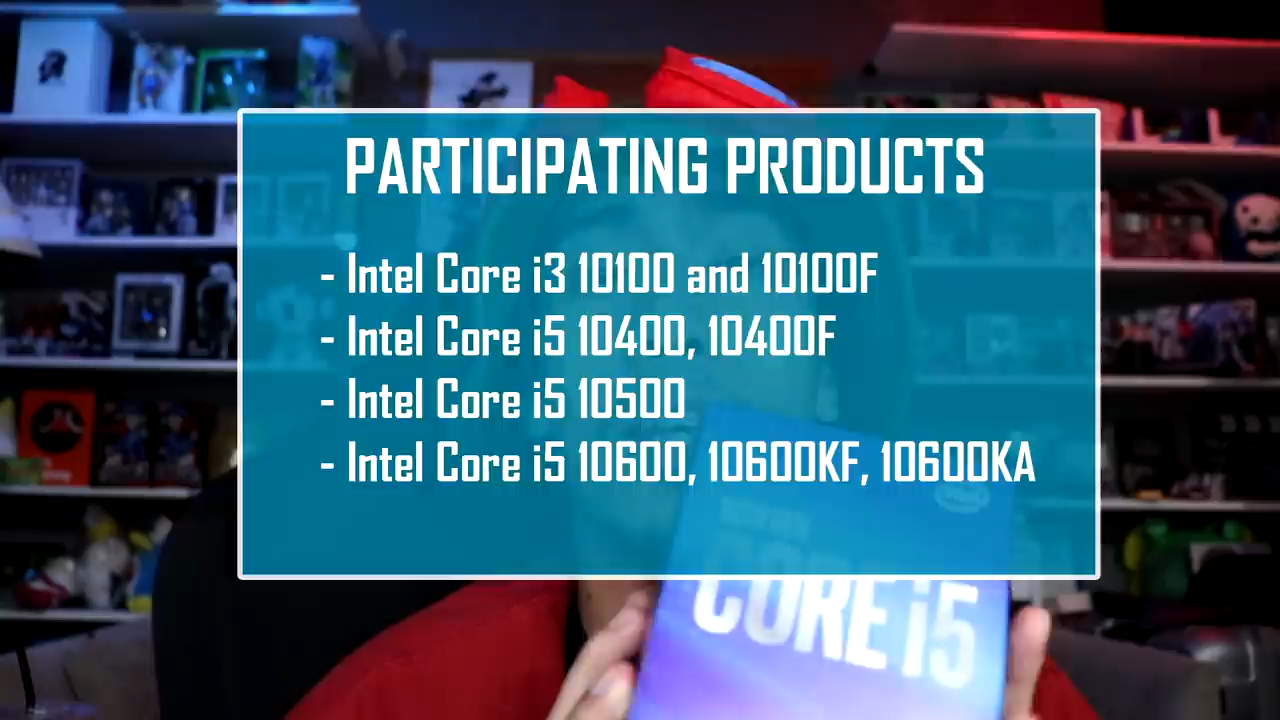 PARTICIPATING PRODUCTS
- Intel Core i3 10100 and 10100F
- Intel Core i5 10400, 10400F
- Intel Core i5 10500
- Intel Core i5 10600, 10600KF, 10600KA
intel
CORE i5